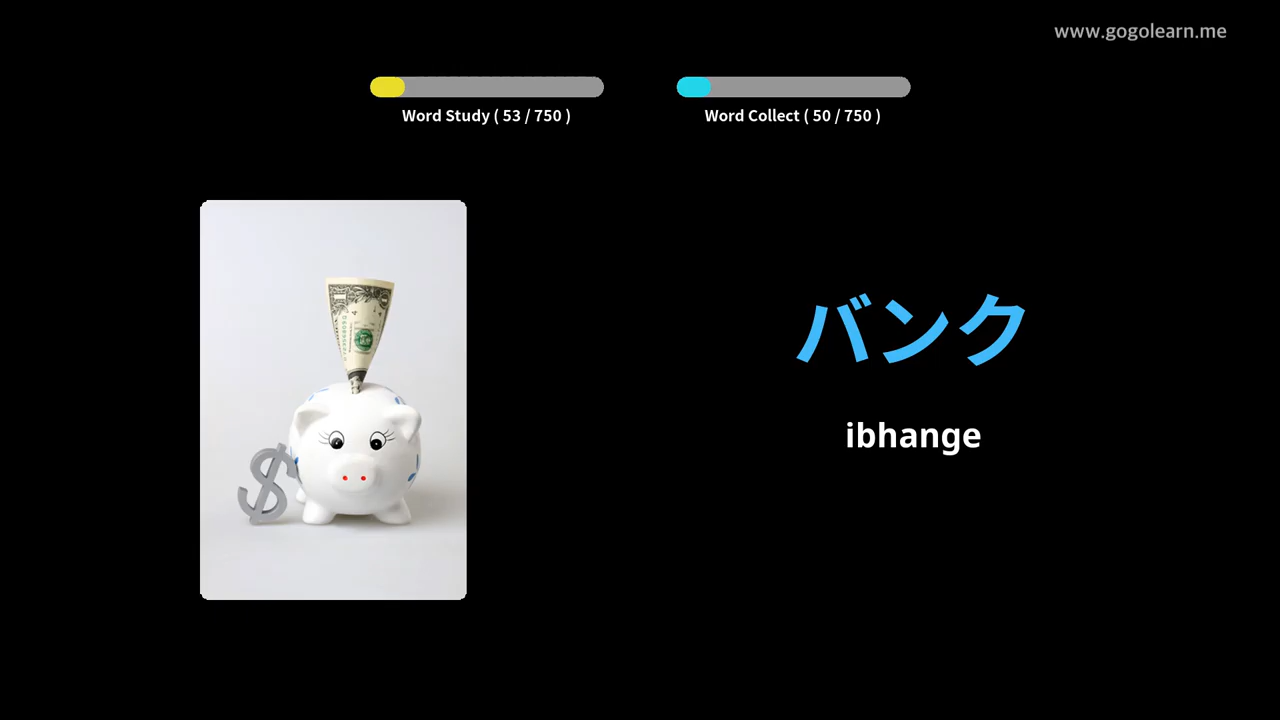 www.gogolearn.me
Word Study ( 53 / 750 )
Word Collect ( 50 / 750 )
バンク
ibhange
$